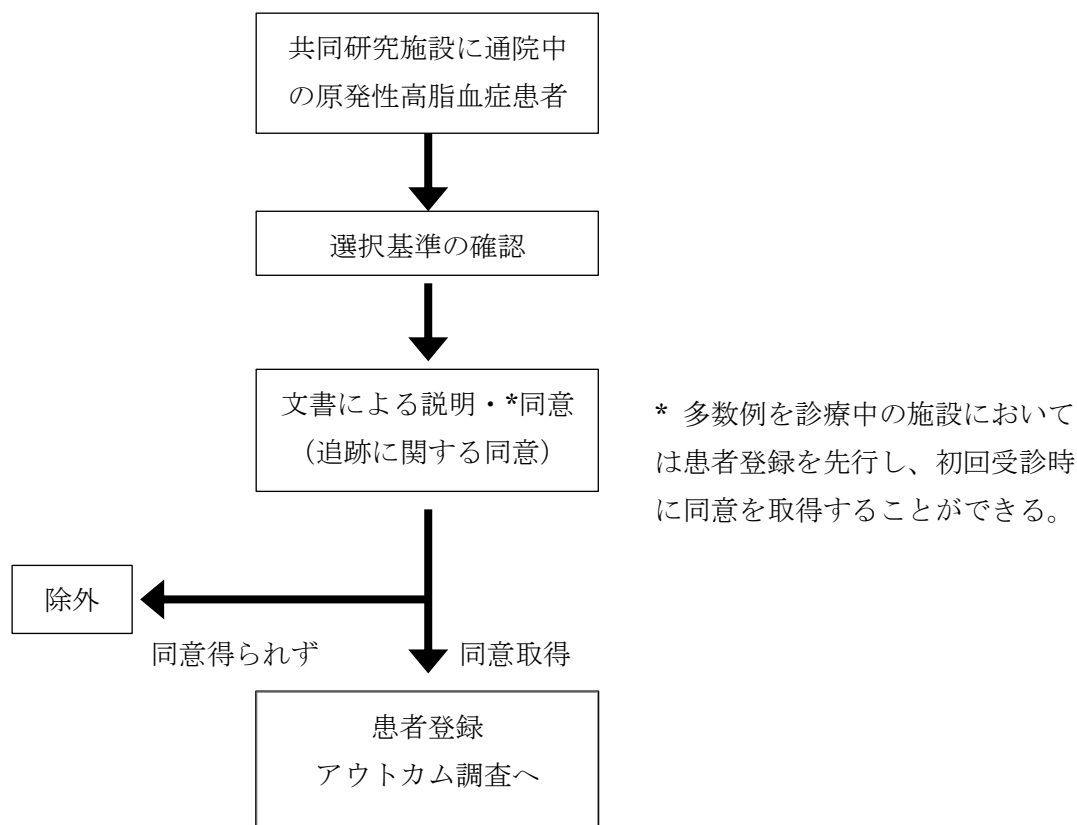 共同研究施設に通院中
の原発性高脂血症患者
選択基準の確認
文書による説明・*同意
（追跡に関する同意）
* 多数例を診療中の施設において
は患者登録を先行し、初回受診時
に同意を取得することができる。
除外
同意得られず
同意取得
患者登録
アウトカム調査へ